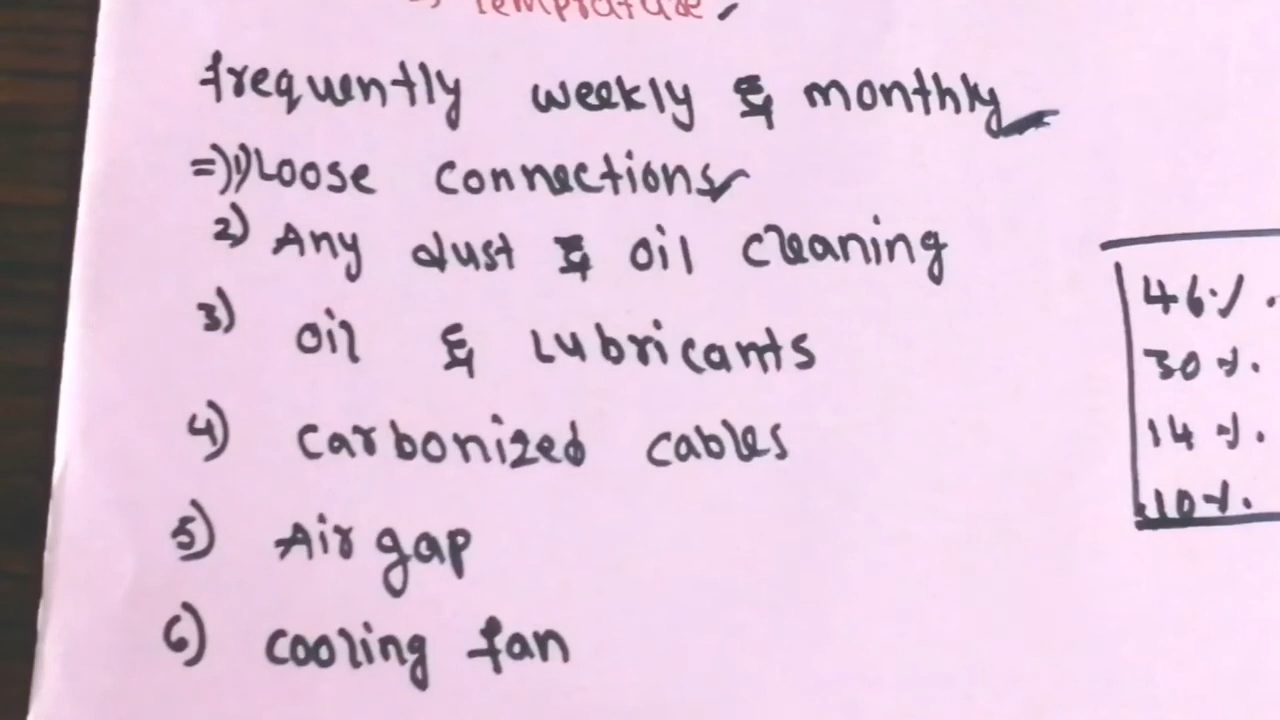 Temprature
frequently weekly & monthly
=> 1) Loose connections
2) Any dust & oil cleaning
3) oil & Lubricants
4) carbonized cables
5) Air gap
6) cooling fan
46%.
30%.
14%.
10%.